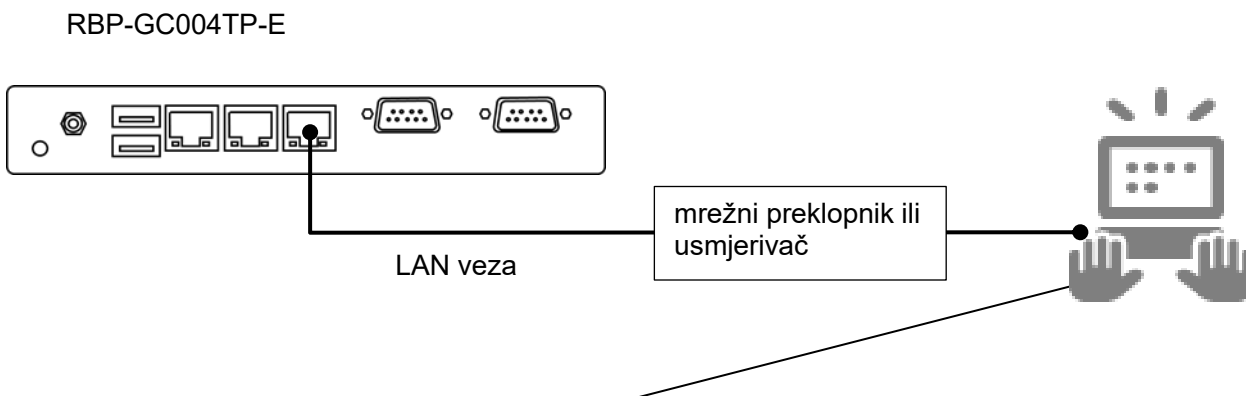 RBP-GC004TP-E
mrežni preklopnik ili
usmjerivač
LAN veza